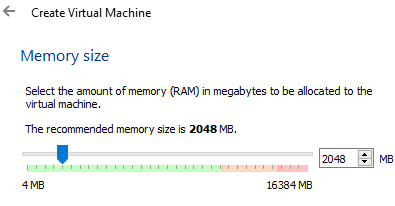 Create Virtual Machine
Memory size
Select the amount of memory (RAM) in megabytes to be allocated to the
virtual machine.
The recommended memory size is 2048 MB.
2048 MB
4 MB 16384 MB